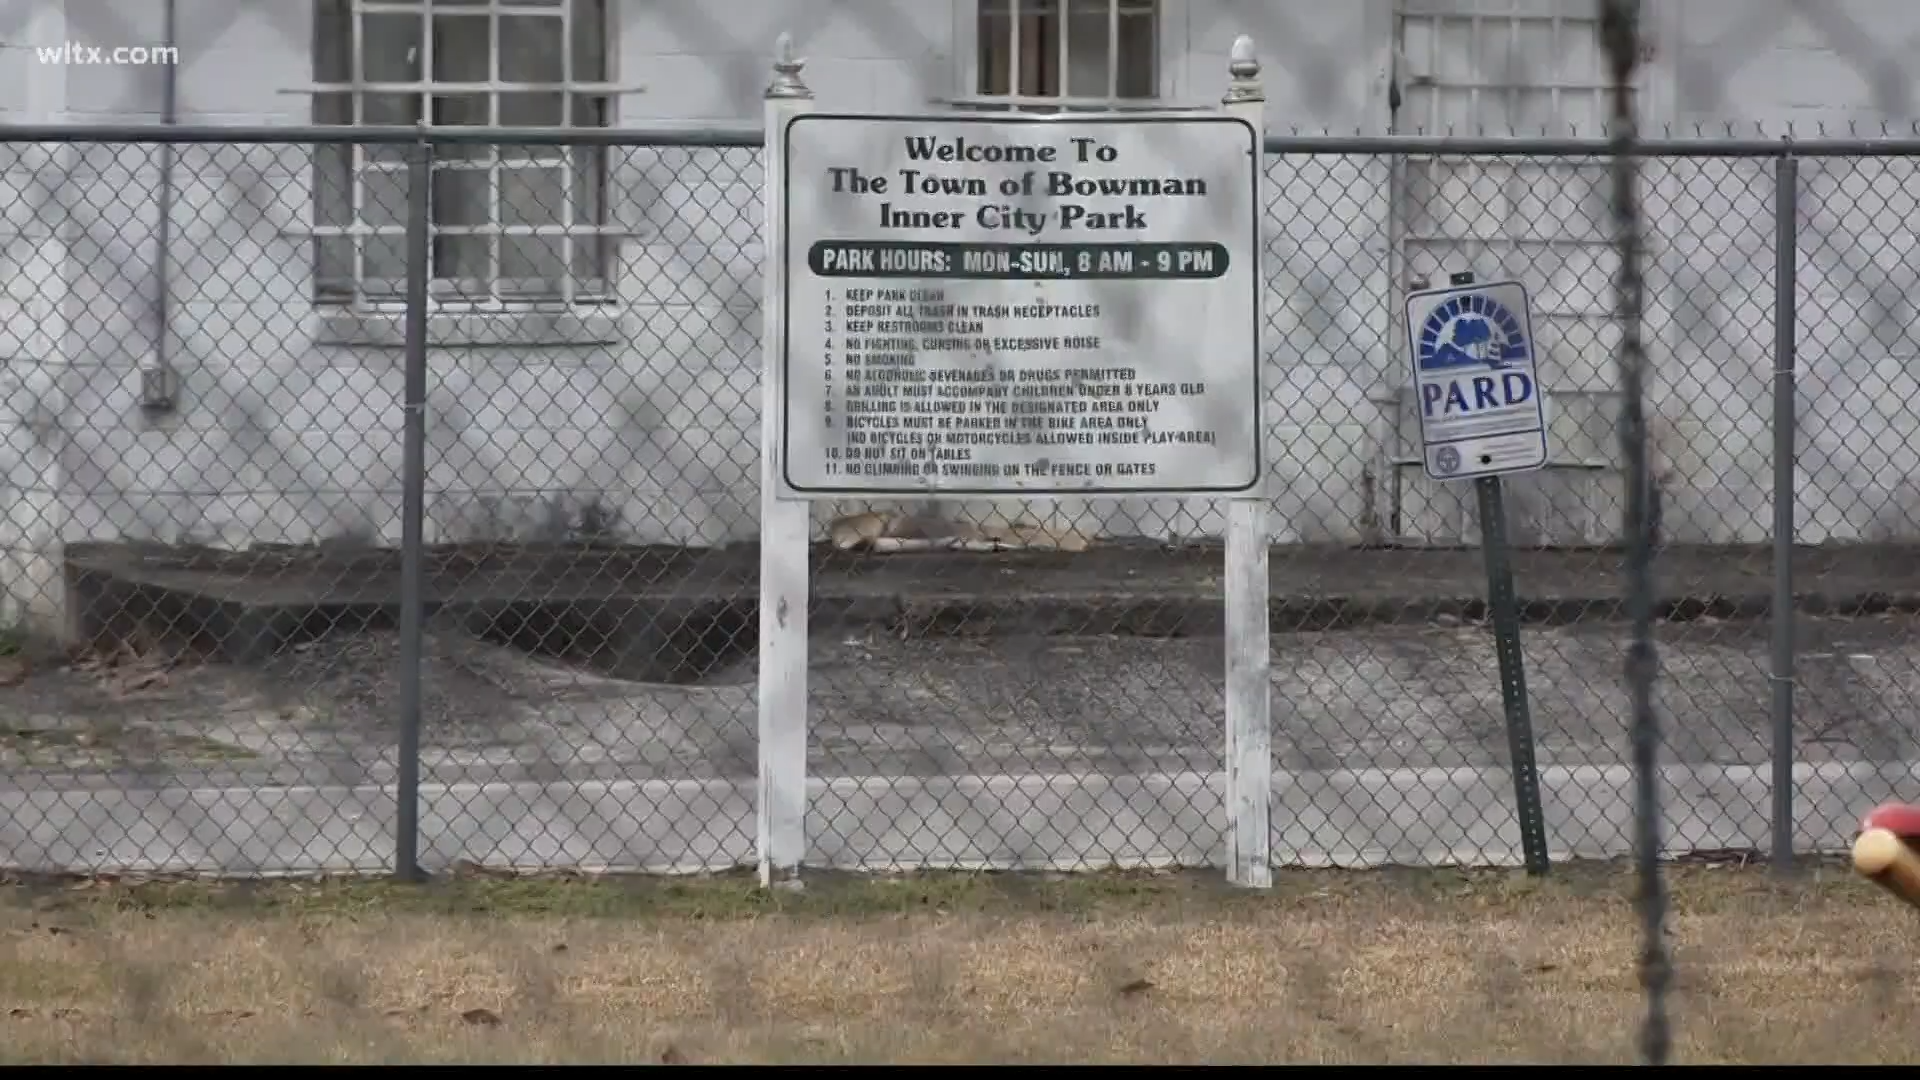 wltx.com
Welcome To
The Town of Bowman
Inner City Park
PARK HOURS: MON-SUN, 8 AM - 9 PM
1. KEEP PARK CLEAN
2. DEPOSIT ALL TRASH IN TRASH RECEPTACLES
3. KEEP RESTROOMS CLEAN
4. NO FIGHTING, CURSING OR EXCESSIVE NOISE
5. NO SMOKING
6. NO ALCOHOLIC BEVERAGES OR DRUGS PERMITTED
7. AN ADULT MUST ACCOMPANY CHILDREN UNDER 8 YEARS OLD
8. GRILLING IS ALLOWED IN THE DESIGNATED AREA ONLY
9. BICYCLES MUST BE PARKED IN THE BIKE AREA ONLY
(NO BICYCLES OR MOTORCYCLES ALLOWED INSIDE PLAY AREA)
10. DO NOT SIT ON TABLES
11. NO CLIMBING OR SWINGING ON THE FENCE OR GATES
PARD